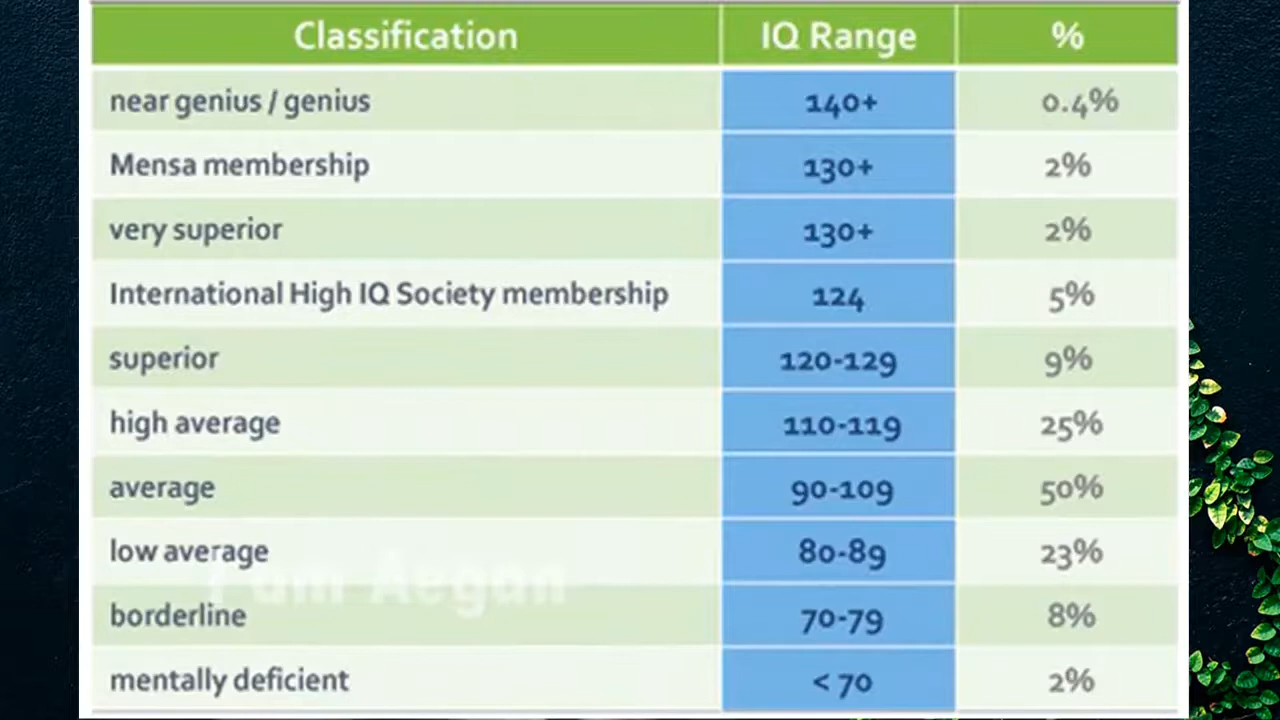 Classification IQ Range %
near genius / genius 140+ 0.4%
Mensa membership 130+ 2%
very superior 130+ 2%
International High IQ Society membership 124 5%
superior 120-129 9%
high average 110-119 25%
average 90-109 50%
low average 80-89 23%
I am Aegan
borderline 70-79 8%
mentally deficient < 70 2%